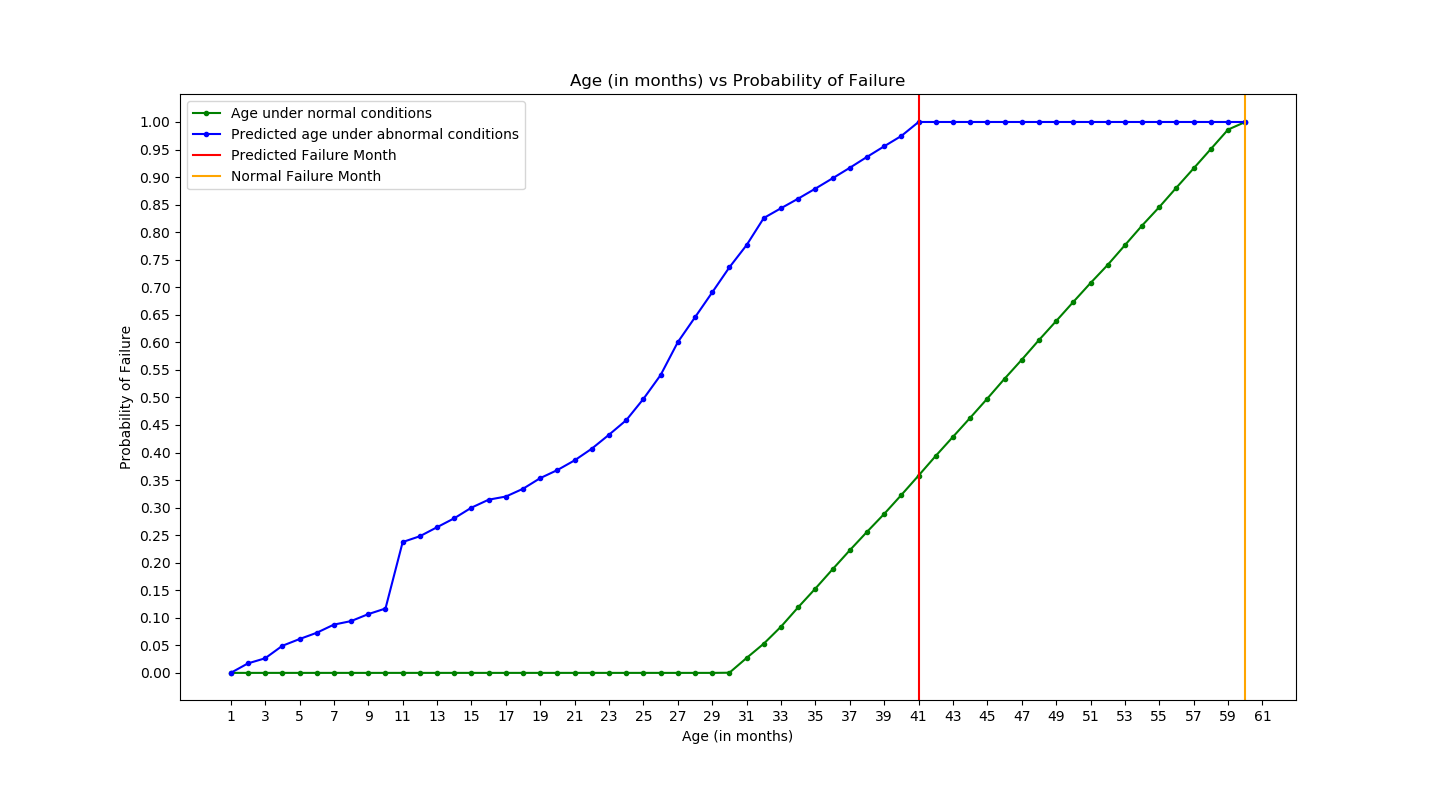 Age (in months) vs Probability of Failure
Age under normal conditions
Predicted age under abnormal conditions
Predicted Failure Month
Normal Failure Month
1.00
0.95
0.90
0.85
0.80
0.75
0.70
0.65
0.60
0.55
0.50
0.45
0.40
0.35
0.30
0.25
0.20
0.15
0.10
0.05
0.00
Probability of Failure
1 3 5 7 9 11 13 15 17 19 21 23 25 27 29 31 33 35 37 39 41 43 45 47 49 51 53 55 57 59 61
Age (in months)